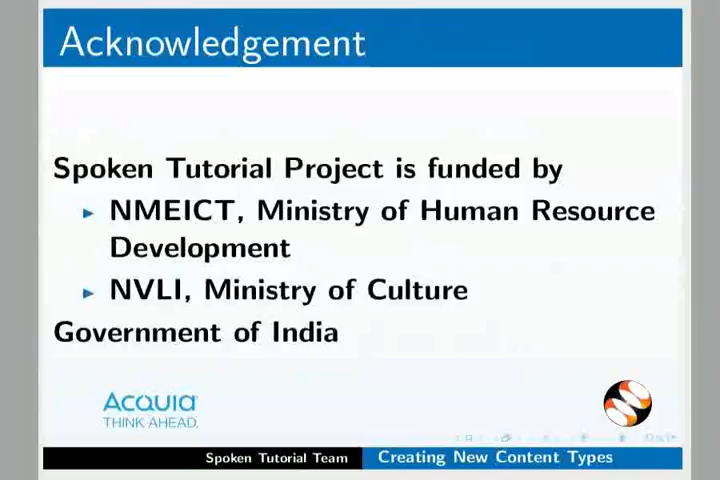 Acknowledgement
Spoken Tutorial Project is funded by
NMEICT, Ministry of Human Resource
Development
NVLI, Ministry of Culture
Government of India
Acquia
THINK AHEAD.
Spoken Tutorial Team
Creating New Content Types